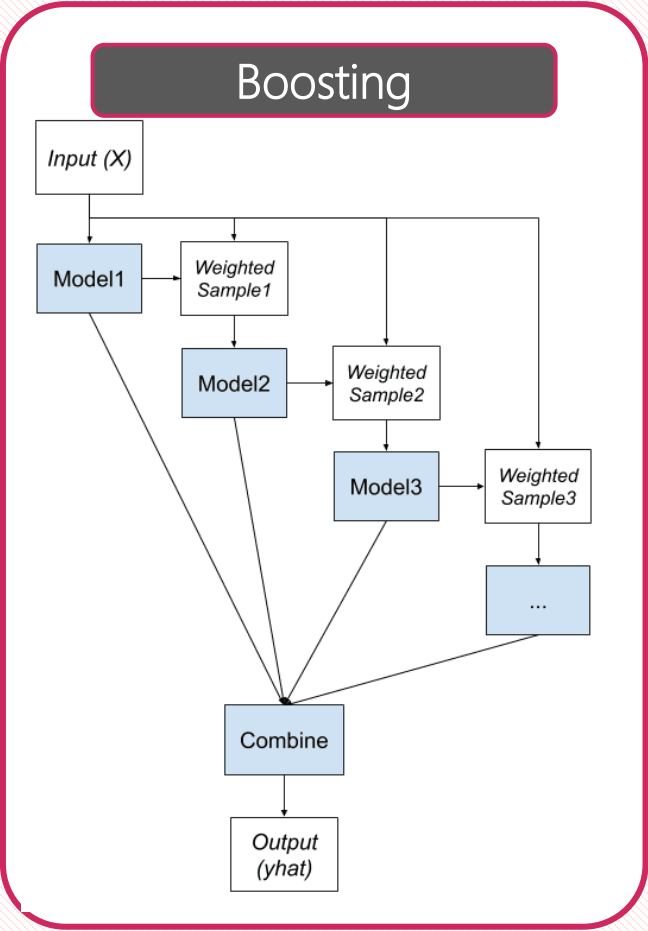 Boosting
Input (X)
Model1
Weighted
Sample1
Model2
Weighted
Sample2
Model3
Weighted
Sample3
...
Combine
Output
(yhat)